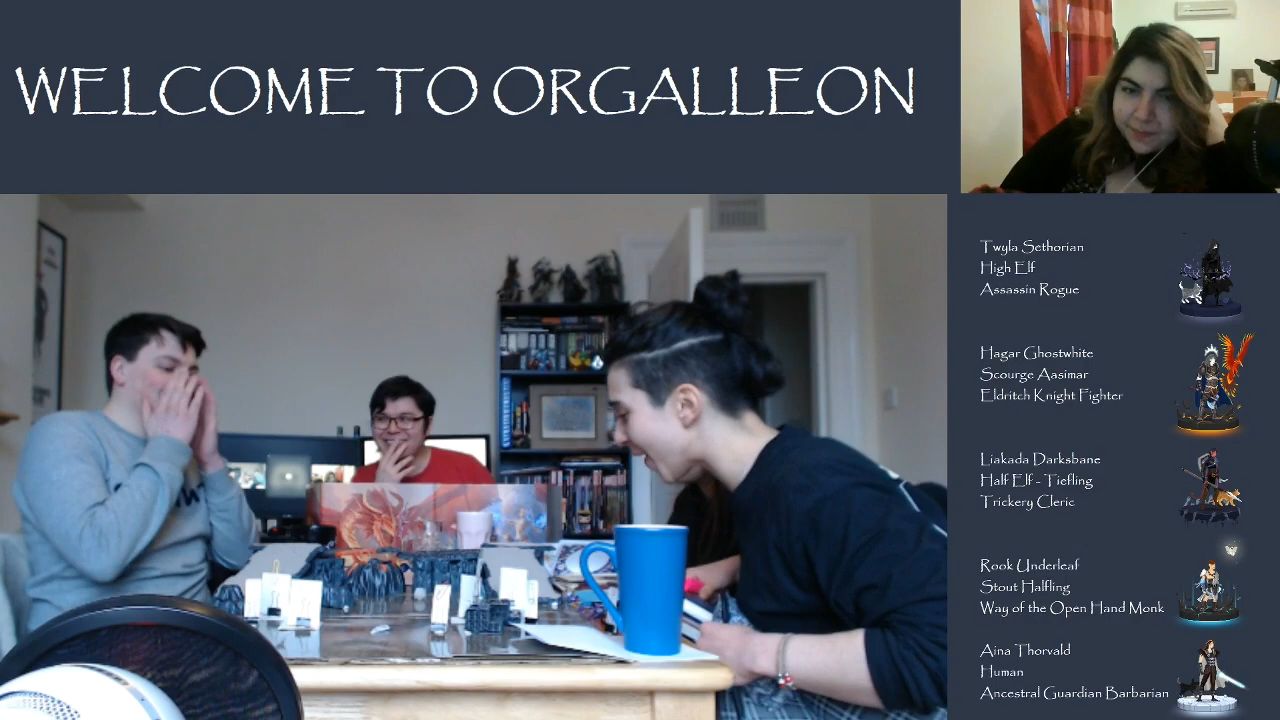 WELCOME TO ORGALLEON
Twyla Sethorian
High Elf
Assassin Rogue
Hagar Ghostwhite
Scourge Aasimar
Eldritch Knight Fighter
Liakada Darksbane
Half Elf - Tiefling
Trickery Cleric
Rook Underleaf
Stout Halfling
Way of the Open Hand Monk
Aina Thorvald
Human
Ancestral Guardian Barbarian